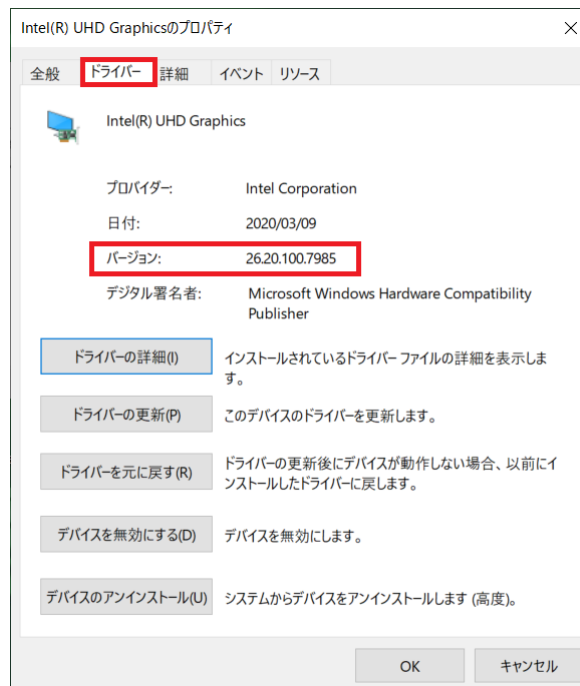 Intel(R) UHD Graphicsのプロパティ
全般 ドライバー 詳細 イベント リソース
Intel(R) UHD Graphics
プロバイダー: Intel Corporation
日付: 2020/03/09
バージョン: 26.20.100.7985
デジタル署名者: Microsoft Windows Hardware Compatibility
Publisher
ドライバーの詳細(I) インストールされているドライバー ファイルの詳細を表示しま
す。
ドライバーの更新(P) このデバイスのドライバーを更新します。
ドライバーを元に戻す(R) ドライバーの更新後にデバイスが動作しない場合、以前にイ
ンストールしたドライバーに戻します。
デバイスを無効にする(D) デバイスを無効にします。
デバイスのアンインストール(U) システムからデバイスをアンインストールします (高度)。
OK キャンセル